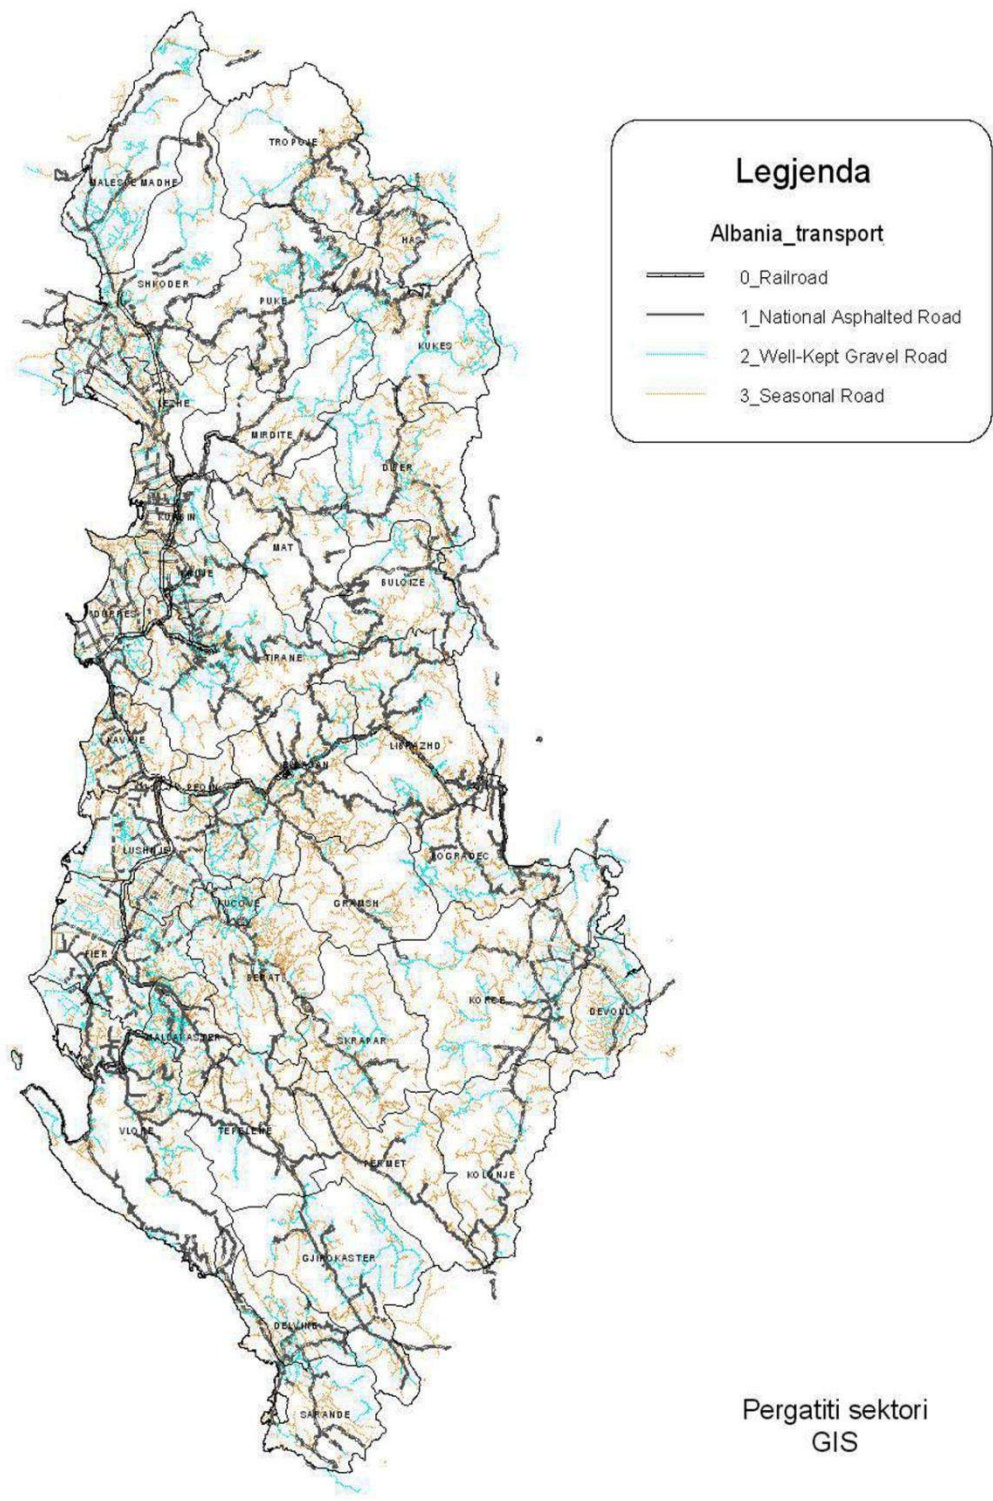 Legjenda
Albania_transport
0_Railroad
1_National Asphalted Road
2_Well-Kept Gravel Road
3_Seasonal Road
TROPOJE
MALESI E MADHE
HAS
SHKODER
PUKE
KUKES
LEZHE
MIRDITE
DIBER
KURBIN
MAT
BULQIZE
DURRES
TIRANE
KAVAJE
LIBRAZHD
PEQIN
LUSHNJE
POGRADEC
KUCOVE
GRAMSH
FIER
BERAT
KORCE
DEVOLL
MALLAKASTER
SKRAPAR
VLORE
TEPELENE
PERMET
KOLONJE
GJIROKASTER
DELVINE
SARANDE
Pergatiti sektori
GIS